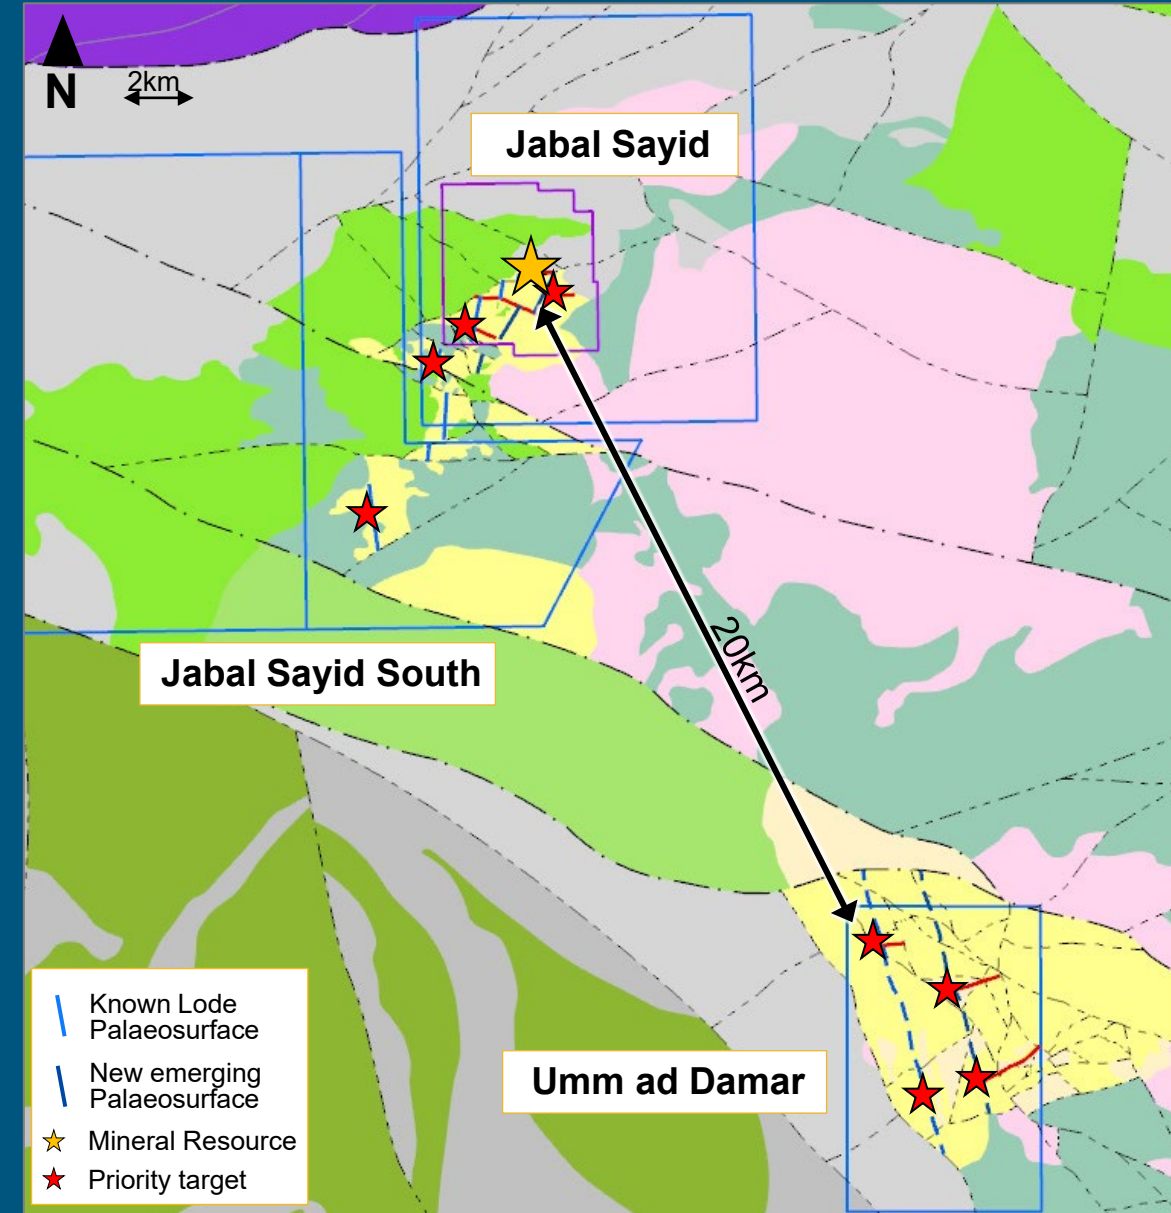 N
2km
Jabal Sayid
Jabal Sayid South
20km
Umm ad Damar
Known Lode
Palaeosurface
New emerging
Palaeosurface
Mineral Resource
Priority target